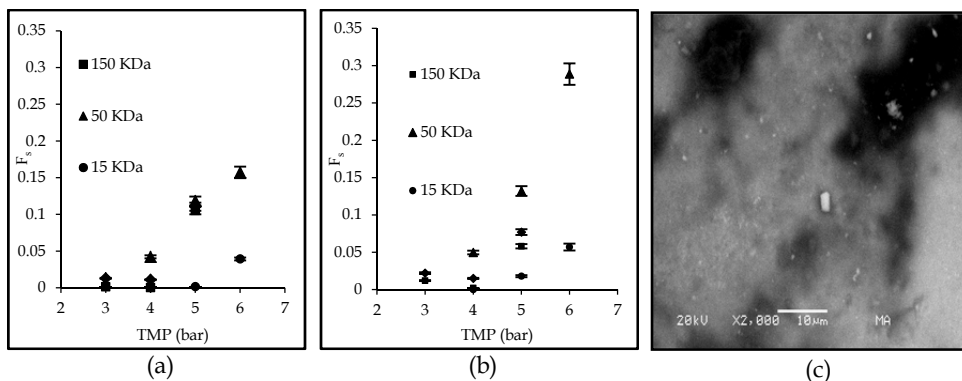 0.35
0.3
0.25
0.2
0.15
0.1
0.05
0
Fs
150 KDa
50 KDa
15 KDa
2 3 4 5 6 7
TMP (bar)
(a)
0.35
0.3
0.25
0.2
0.15
0.1
0.05
0
Fs
150 KDa
50 KDa
15 KDa
2 3 4 5 6 7
TMP (bar)
(b)
20kV X2,000 10µm MA
(c)